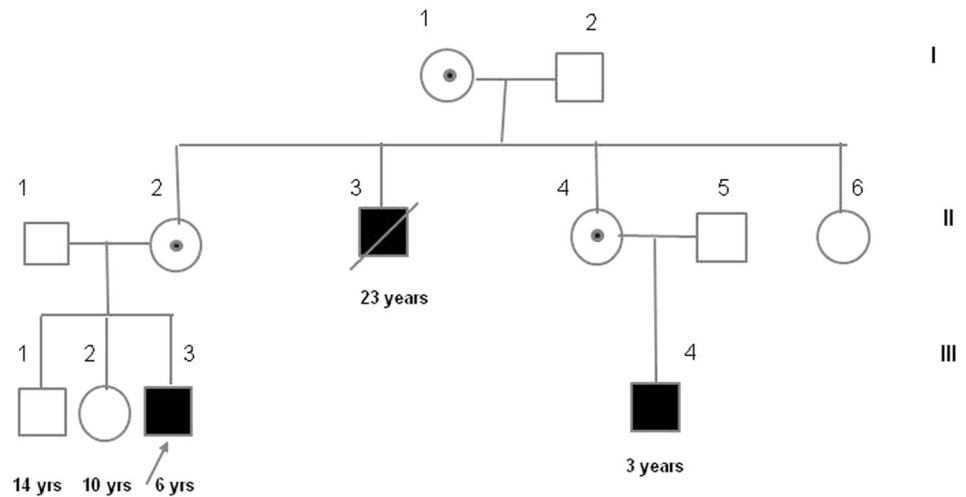 1 2 I
1 2 3 4 5 6 II
23 years
1 2 3 4 III
14 yrs 10 yrs 6 yrs 3 years